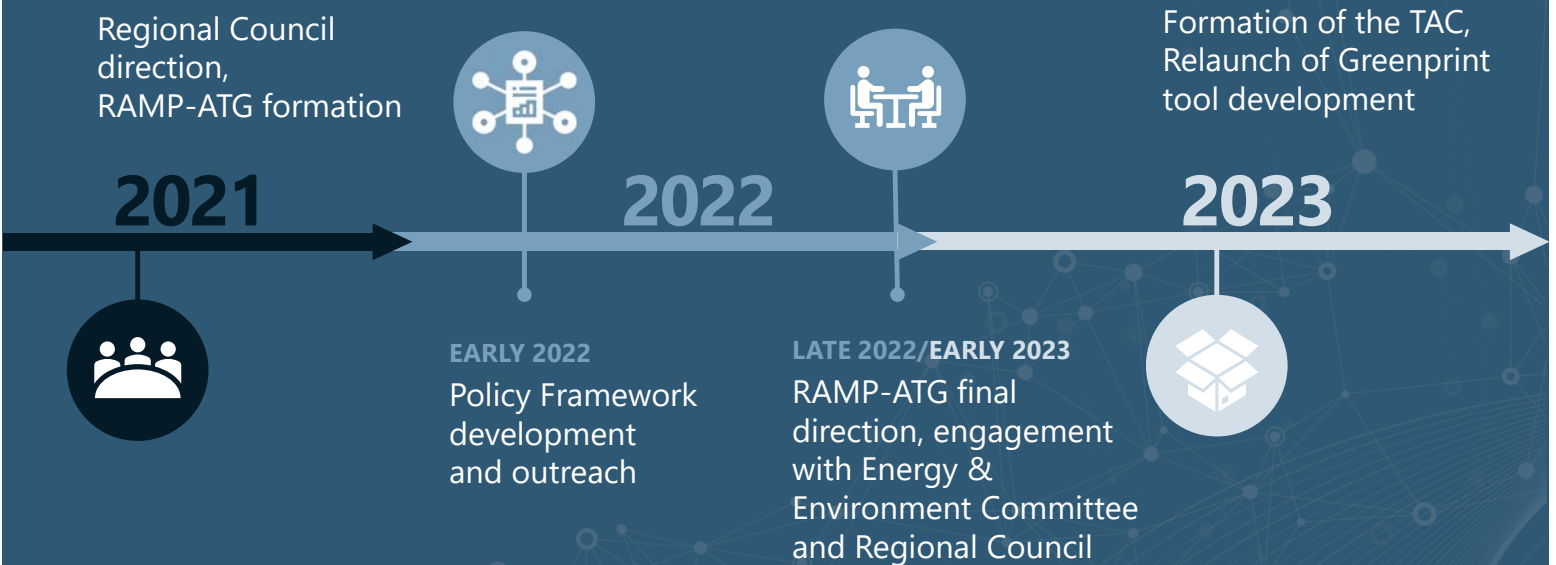 Regional Council
direction,
RAMP-ATG formation
2021
2022
EARLY 2022
Policy Framework
development
and outreach
LATE 2022/EARLY 2023
RAMP-ATG final
direction, engagement
with Energy &
Environment Committee
and Regional Council
Formation of the TAC,
Relaunch of Greenprint
tool development
2023